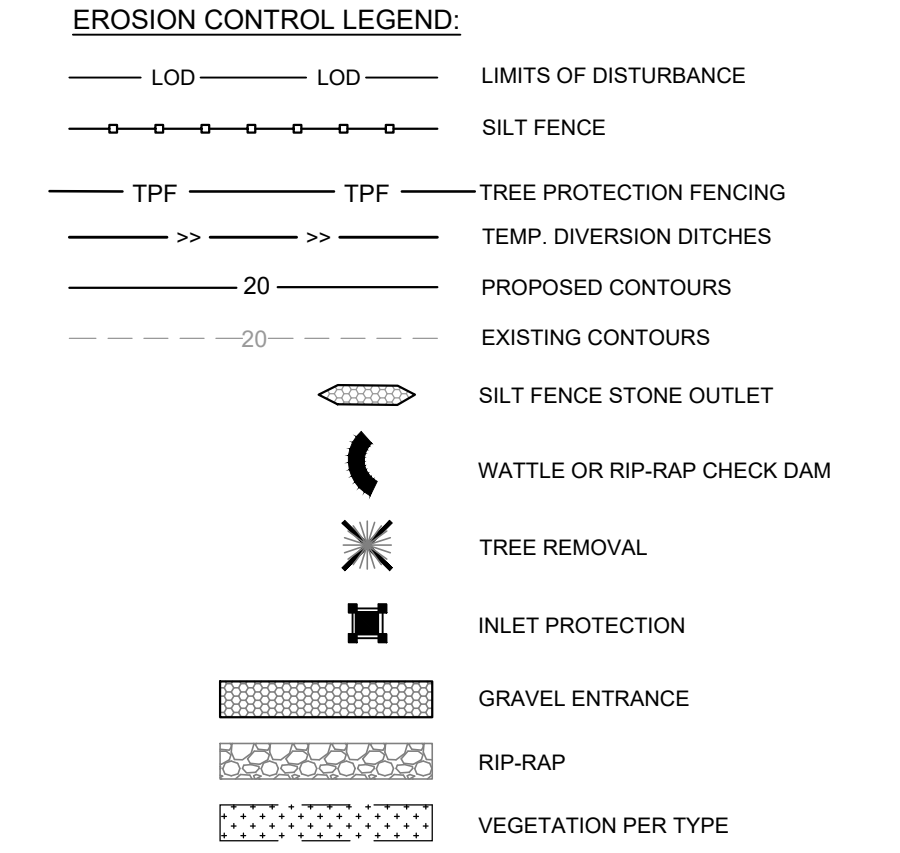 EROSION CONTROL LEGEND:
LOD LOD LIMITS OF DISTURBANCE
SILT FENCE
TPF TPF TREE PROTECTION FENCING
>> >> TEMP. DIVERSION DITCHES
20 PROPOSED CONTOURS
20 EXISTING CONTOURS
SILT FENCE STONE OUTLET
WATTLE OR RIP-RAP CHECK DAM
TREE REMOVAL
INLET PROTECTION
GRAVEL ENTRANCE
RIP-RAP
VEGETATION PER TYPE